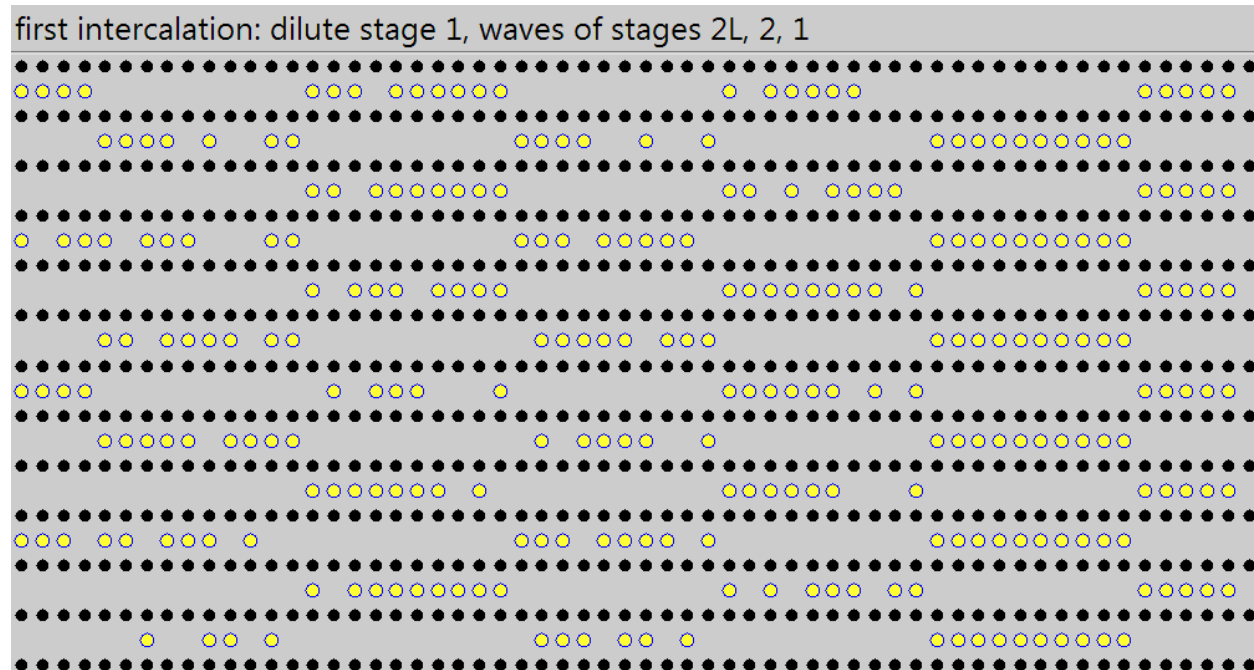 first intercalation: dilute stage 1, waves of stages 2L, 2, 1